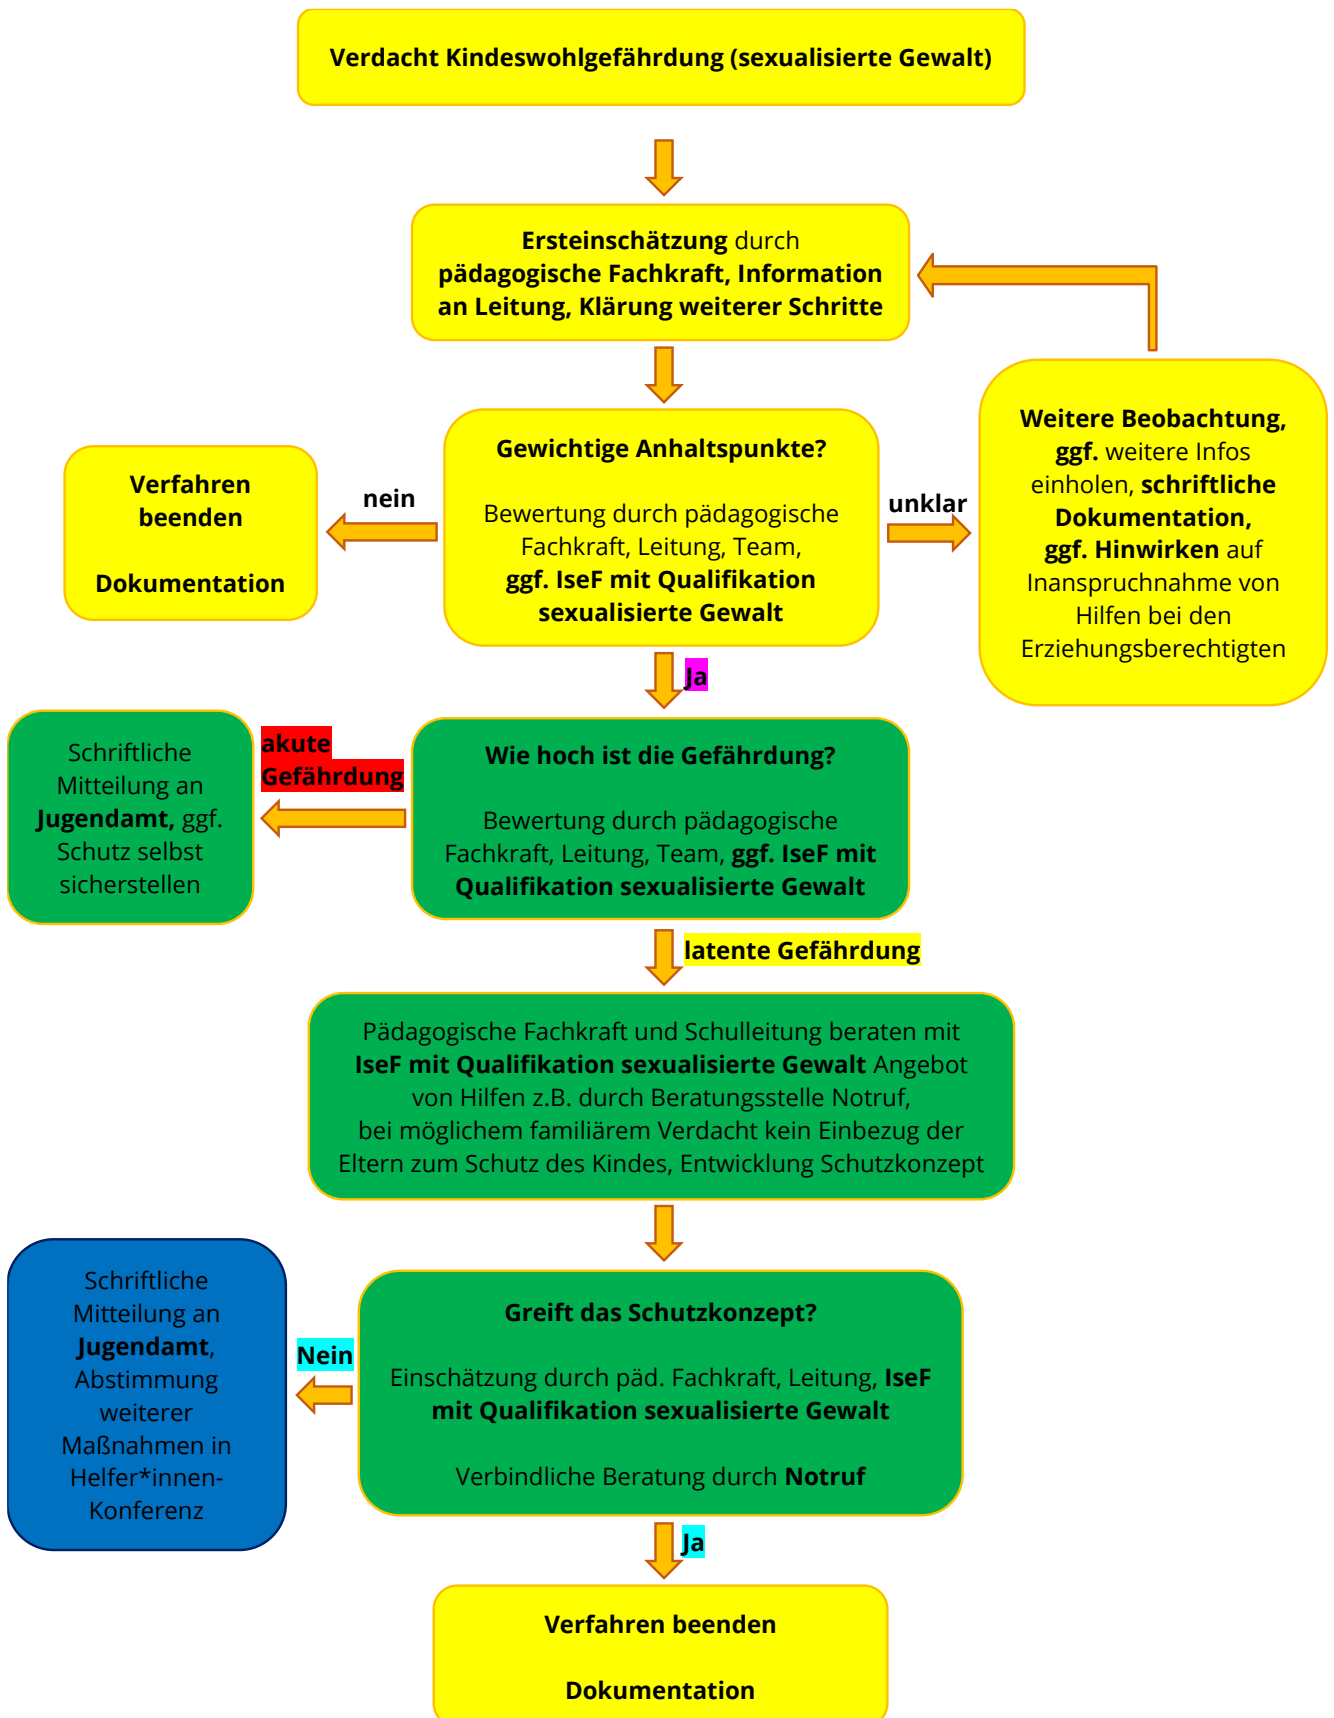 Verdacht Kindeswohlgefährdung (sexualisierte Gewalt)
Ersteinschätzung durch
pädagogische Fachkraft, Information
an Leitung, Klärung weiterer Schritte
Gewichtige Anhaltspunkte?
Bewertung durch pädagogische
Fachkraft, Leitung, Team,
ggf. IseF mit Qualifikation
sexualisierte Gewalt
nein
Verfahren
beenden
Dokumentation
unklar
Weitere Beobachtung,
ggf. weitere Infos
einholen, schriftliche
Dokumentation,
ggf. Hinwirken auf
Inanspruchnahme von
Hilfen bei den
Erziehungsberechtigten
Ja
Wie hoch ist die Gefährdung?
Bewertung durch pädagogische
Fachkraft, Leitung, Team, ggf. IseF mit
Qualifikation sexualisierte Gewalt
akute
Gefährdung
Schriftliche
Mitteilung an
Jugendamt, ggf.
Schutz selbst
sicherstellen
latente Gefährdung
Pädagogische Fachkraft und Schulleitung beraten mit
IseF mit Qualifikation sexualisierte Gewalt Angebot
von Hilfen z.B. durch Beratungsstelle Notruf,
bei möglichem familiärem Verdacht kein Einbezug der
Eltern zum Schutz des Kindes, Entwicklung Schutzkonzept
Greift das Schutzkonzept?
Einschätzung durch päd. Fachkraft, Leitung, IseF
mit Qualifikation sexualisierte Gewalt
Verbindliche Beratung durch Notruf
Nein
Schriftliche
Mitteilung an
Jugendamt,
Abstimmung
weiterer
Maßnahmen in
Helfer*innen-
Konferenz
Ja
Verfahren beenden
Dokumentation